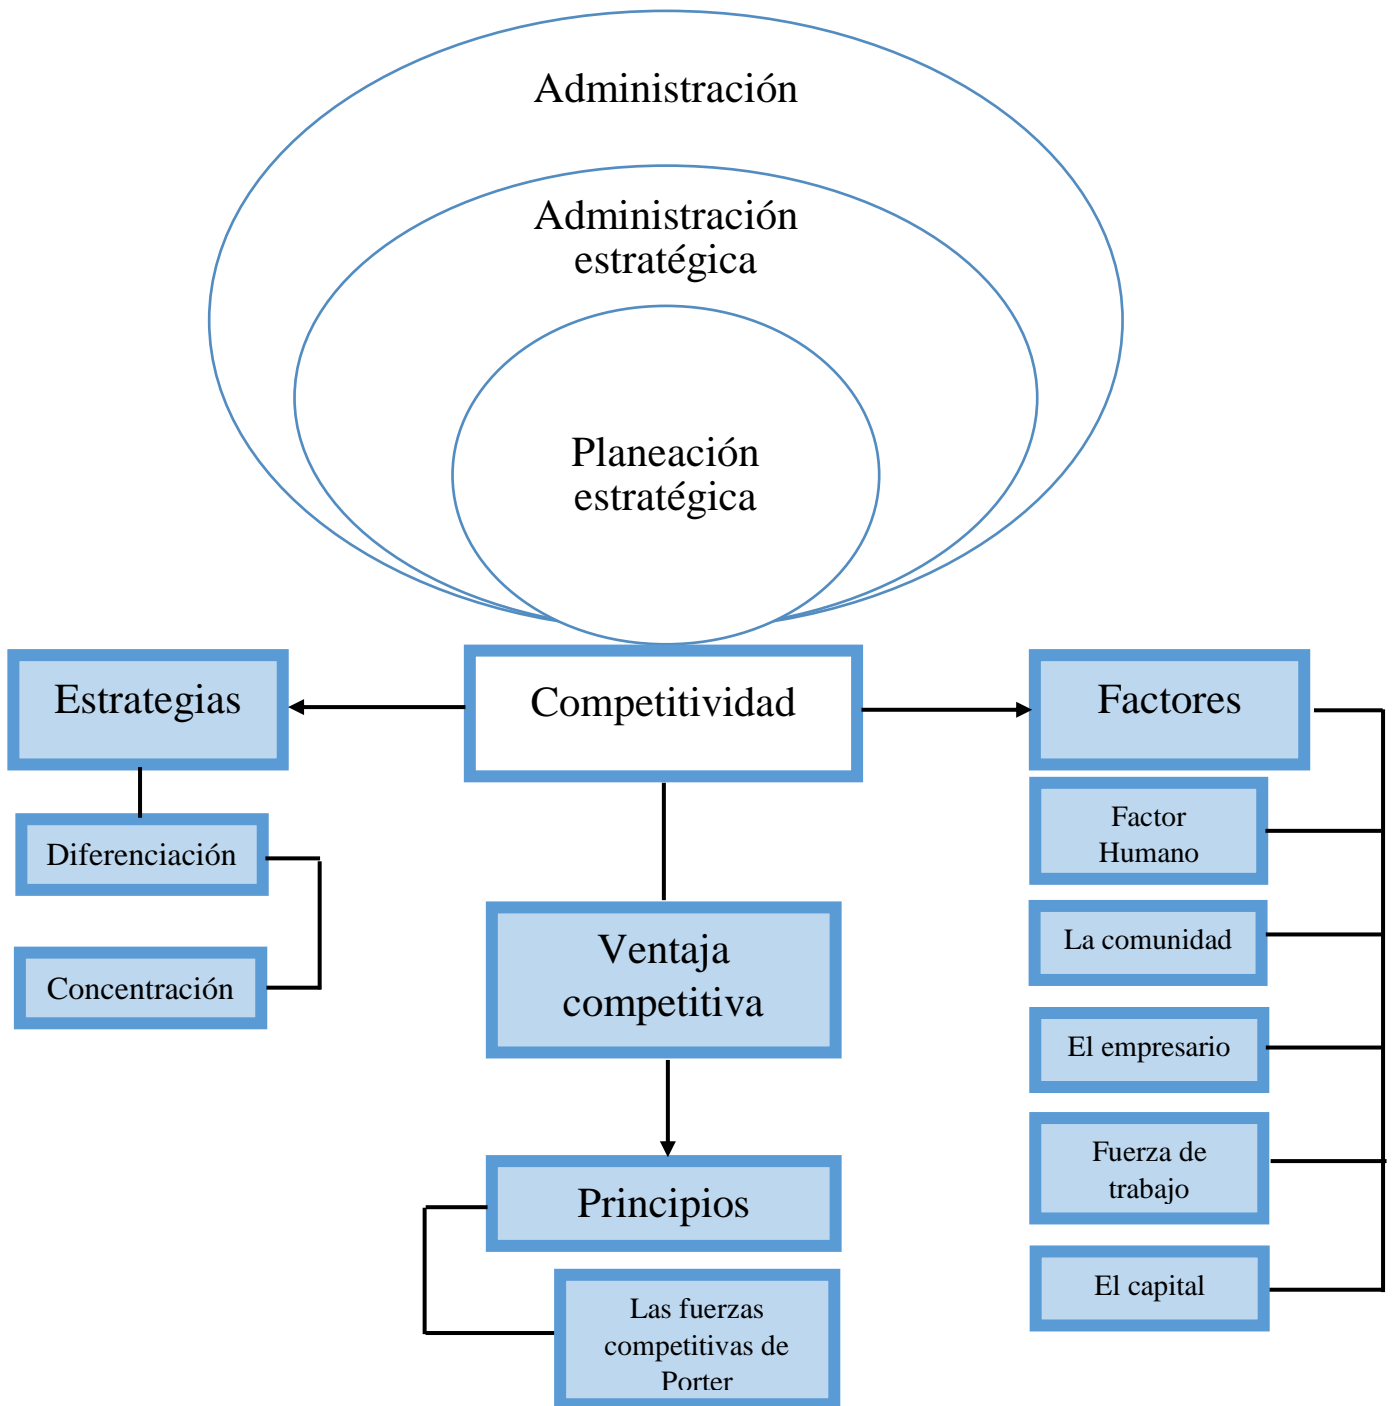 Administración
Administración
estratégica
Planeación
estratégica
Estrategias
Competitividad
Factores
Diferenciación
Concentración
Ventaja
competitiva
Principios
Las fuerzas
competitivas de
Porter
Factor
Humano
La comunidad
El empresario
Fuerza de
trabajo
El capital